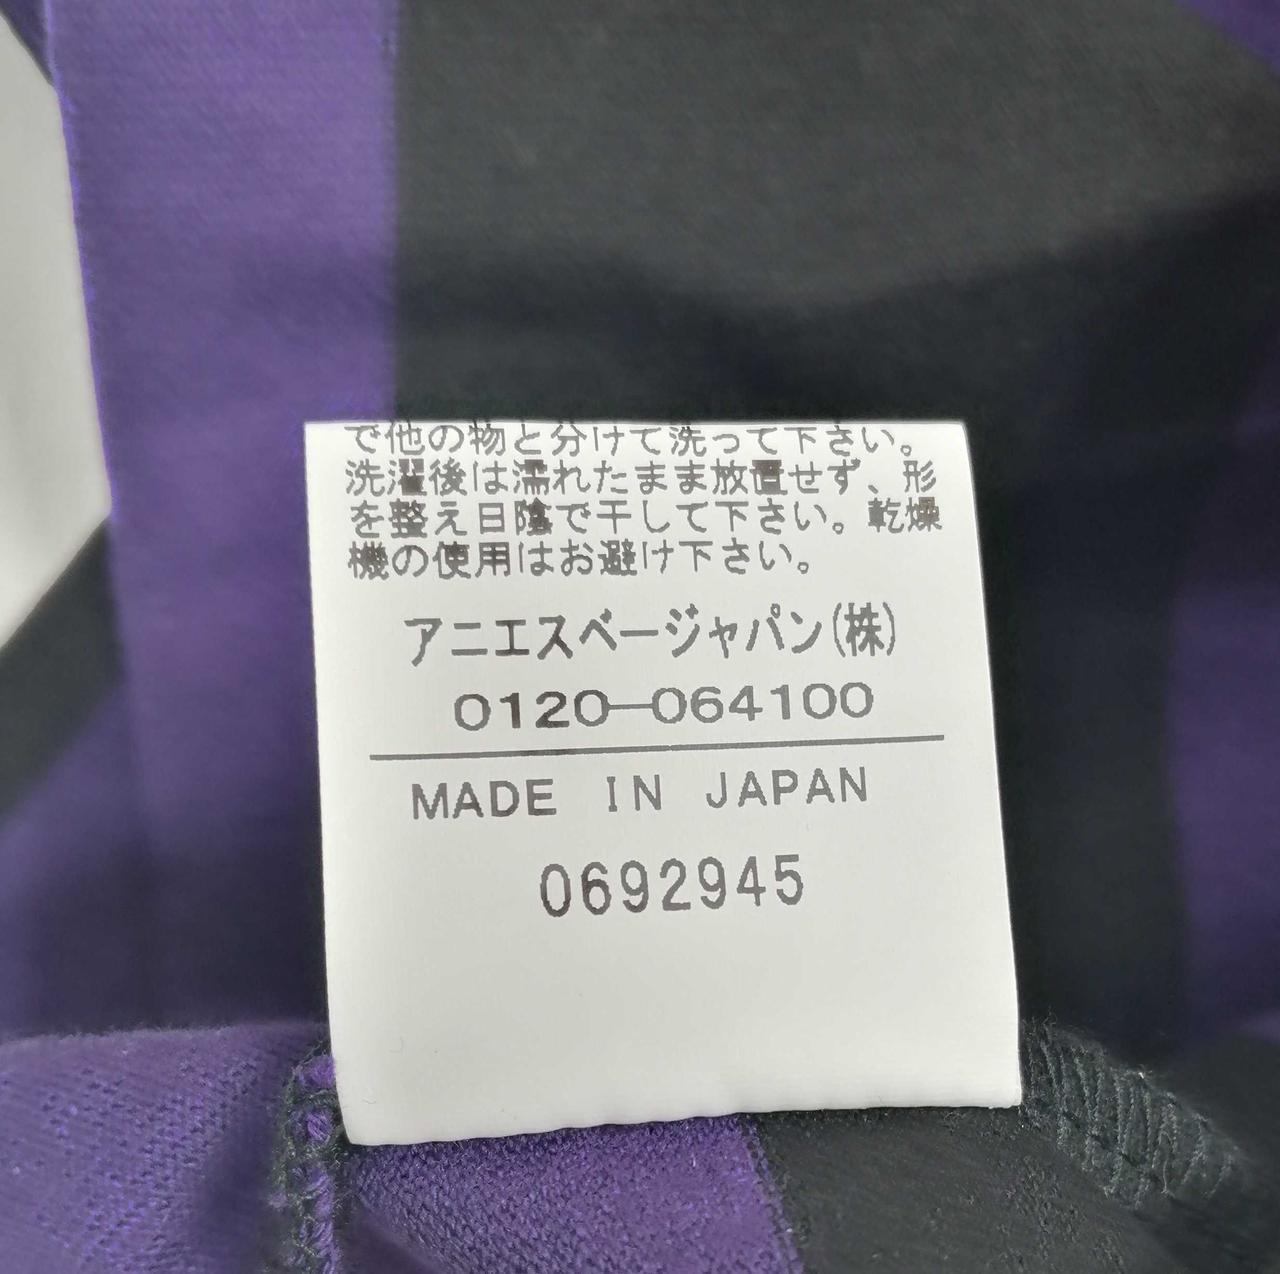 で他の物と分けて洗って下さい。
洗濯後は濡れたまま放置せず、形
を整え日陰で干して下さい。乾燥
機の使用はお避け下さい。
アニエスベージャパン(株)
0120-064100
MADE IN JAPAN
0692945